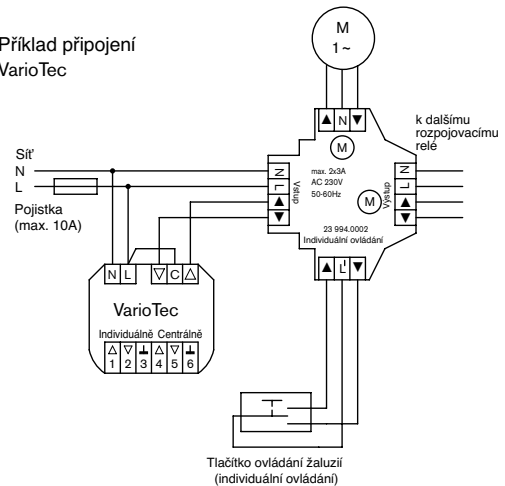 Příklad připojení
VarioTec
M
1~
▲ N ▼
M
k dalšímu
rozpojovacímu
relé
Síť
N
L
Pojistka
(max. 10A)
N
L
▲
▼
Vstup
max. 2x3A
AC 230V
50-60Hz
M
Výstup
N
L
▲
▼
23 994.0002
Individuální ovládání
▲ L' ▼
N L ▽ C △
VarioTec
Individuálně Centrálně
△ ▽ ⊥ △ ▽ ⊥
1 2 3 4 5 6
Tlačítko ovládání žaluzií
(individuální ovládání)